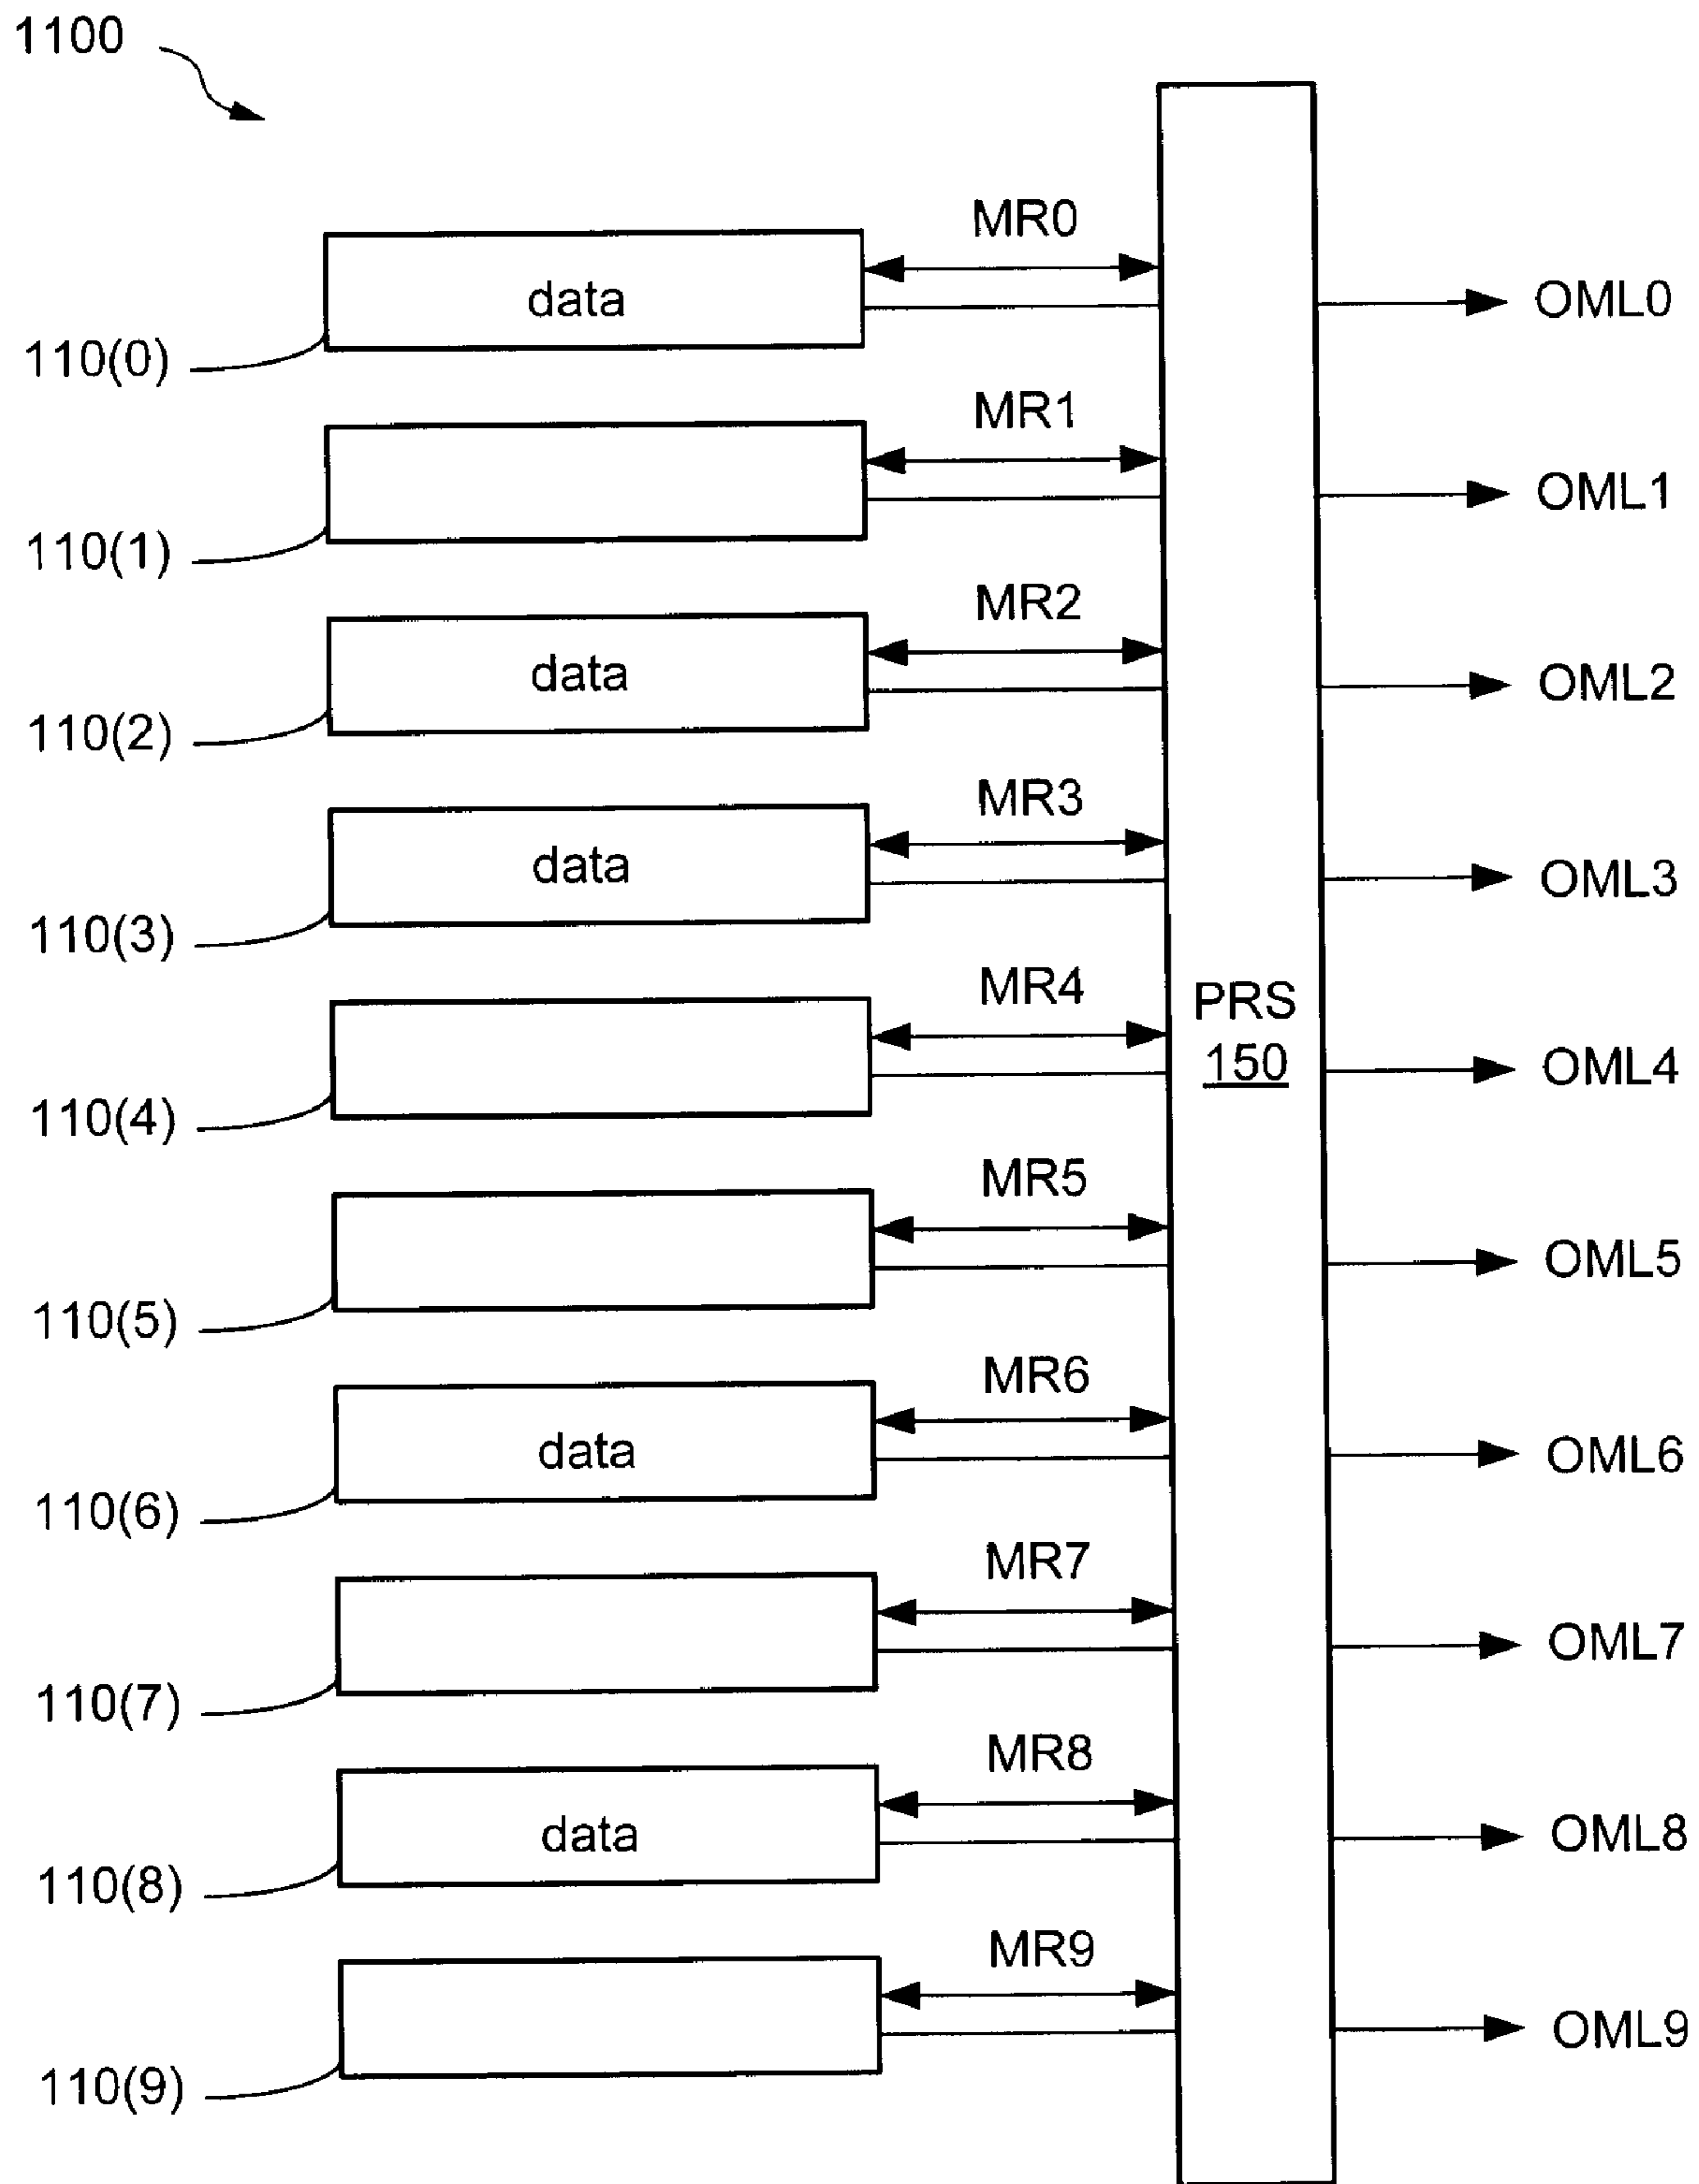 1100
MR0
data
OML0
110(0)
MR1
OML1
110(1)
MR2
data
OML2
110(2)
MR3
data
OML3
110(3)
MR4
PRS
150
OML4
110(4)
MR5
OML5
110(5)
MR6
data
OML6
110(6)
MR7
OML7
110(7)
MR8
data
OML8
110(8)
MR9
OML9
110(9)